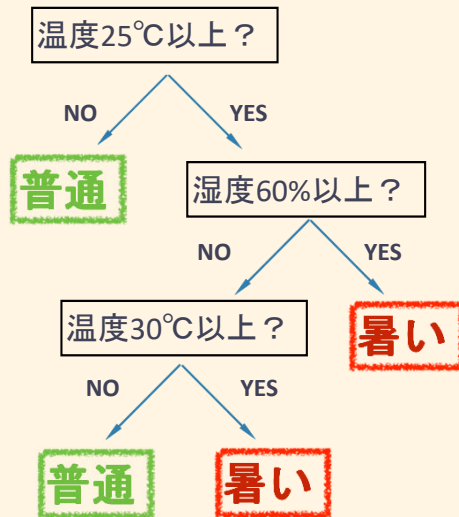 温度25℃以上？
NO
YES
普通
湿度60%以上？
NO
YES
温度30℃以上？
暑い
NO
YES
普通
暑い